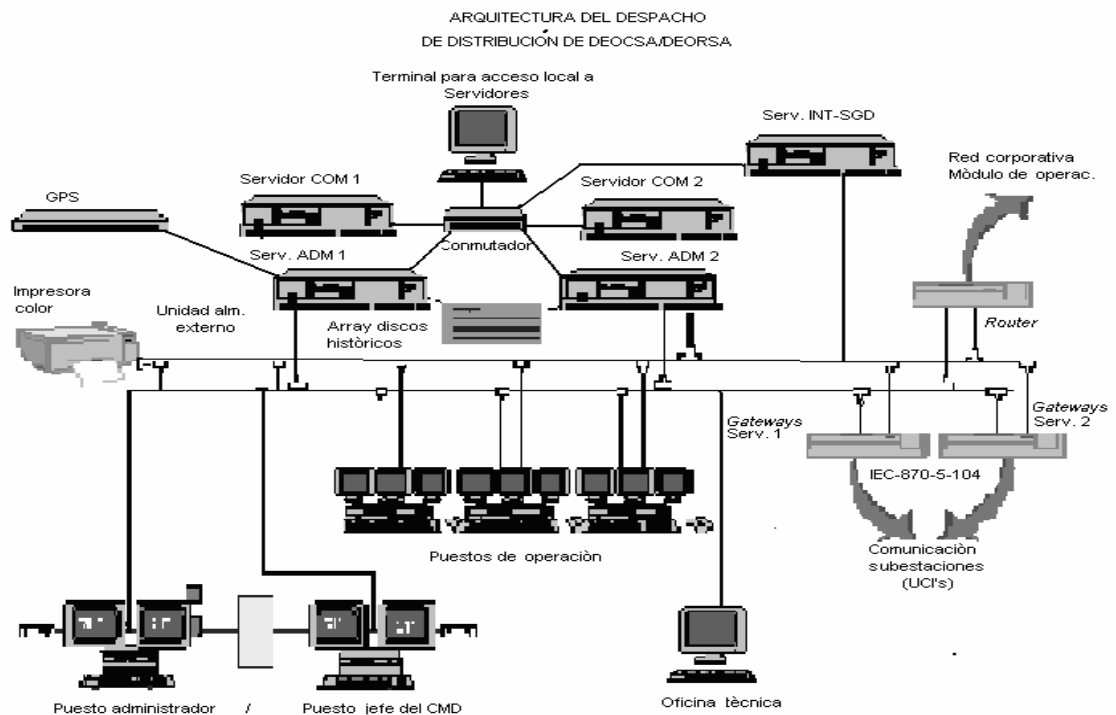 ARQUITECTURA DEL DESPACHO
DE DISTRIBUCIÓN DE DEOCSA/DEORSA
Terminal para acceso local a
Servidores
Serv. INT-SGD
Red corporativa
Mòdulo de operac.
GPS
Servidor COM 1
Servidor COM 2
Conmutador
Serv. ADM 1
Serv. ADM 2
Impresora
color
Unidad alm.
externo
Array discos
històricos
Router
Gateways
Serv. 1
Gateways
Serv. 2
IEC-870-5-104
Puestos de operaciòn
Comunicaciòn
subestaciones
(UCI's)
Puesto administrador / Puesto jefe del CMD
Oficina tècnica